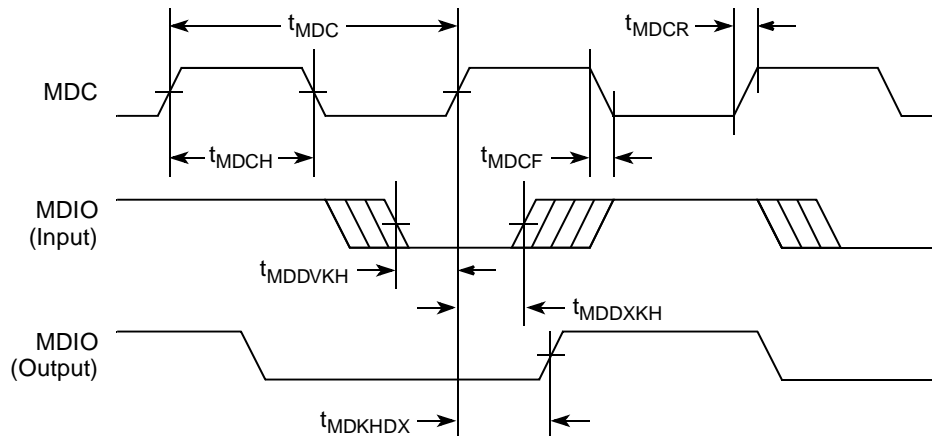 tMDC
tMDCR
MDC
tMDCH
tMDCF
MDIO
(Input)
tMDDVKH
tMDDXKH
MDIO
(Output)
tMDKHDX